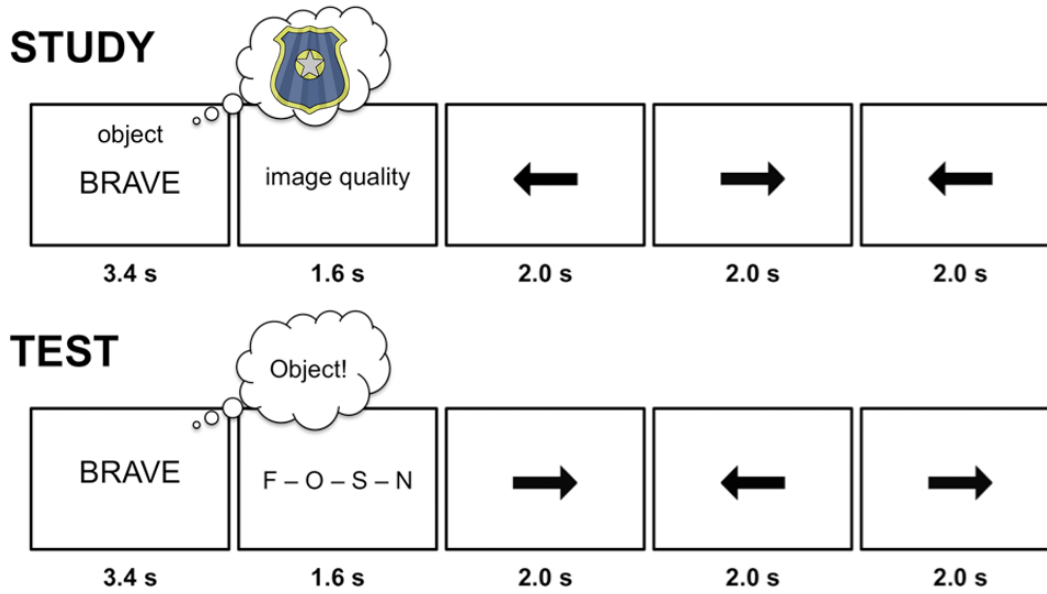 STUDY
object
BRAVE
image quality
3.4 s
1.6 s
2.0 s
2.0 s
2.0 s
TEST
Object!
BRAVE
F – O – S – N
3.4 s
1.6 s
2.0 s
2.0 s
2.0 s